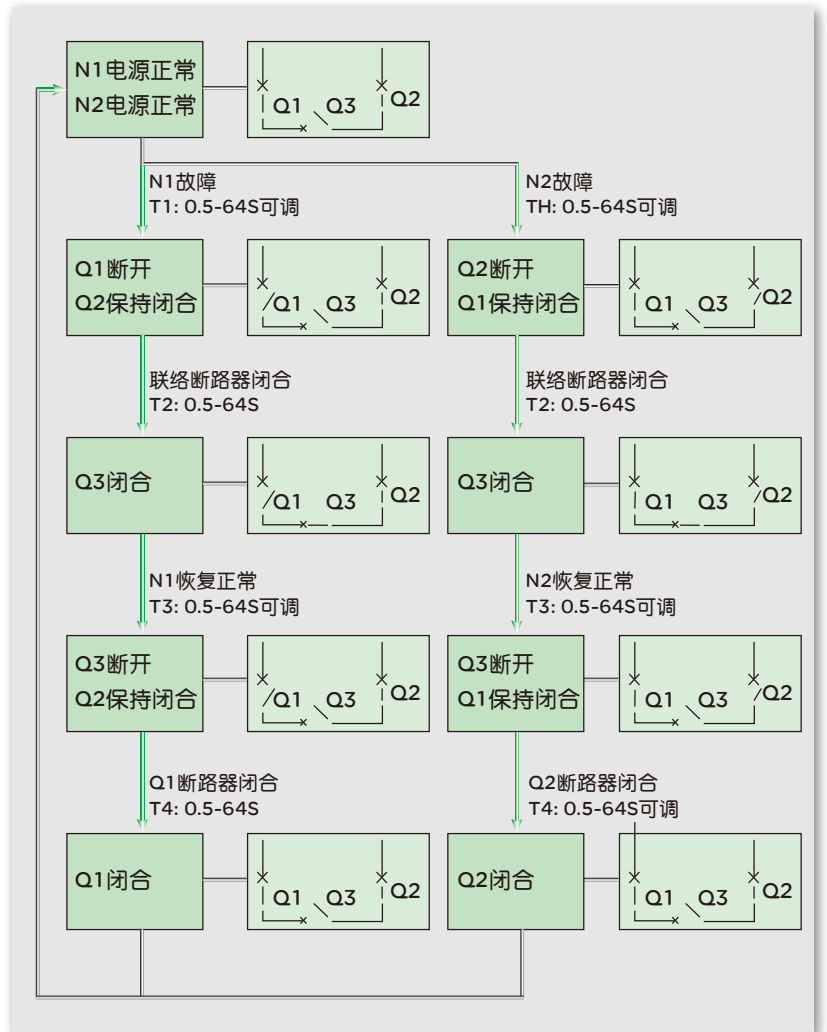 N1电源正常
N2电源正常
Q1 Q3 Q2
N1故障
T1: 0.5-64S可调
N2故障
TH: 0.5-64S可调
Q1断开
Q2保持闭合
Q1 Q3 Q2
Q2断开
Q1保持闭合
Q1 Q3 Q2
联络断路器闭合
T2: 0.5-64S
联络断路器闭合
T2: 0.5-64S
Q3闭合
Q1 Q3 Q2
Q3闭合
Q1 Q3 Q2
N1恢复正常
T3: 0.5-64S可调
N2恢复正常
T3: 0.5-64S可调
Q3断开
Q2保持闭合
Q1 Q3 Q2
Q3断开
Q1保持闭合
Q1 Q3 Q2
Q1断路器闭合
T4: 0.5-64S
Q2断路器闭合
T4: 0.5-64S可调
Q1闭合
Q1 Q3 Q2
Q2闭合
Q1 Q3 Q2